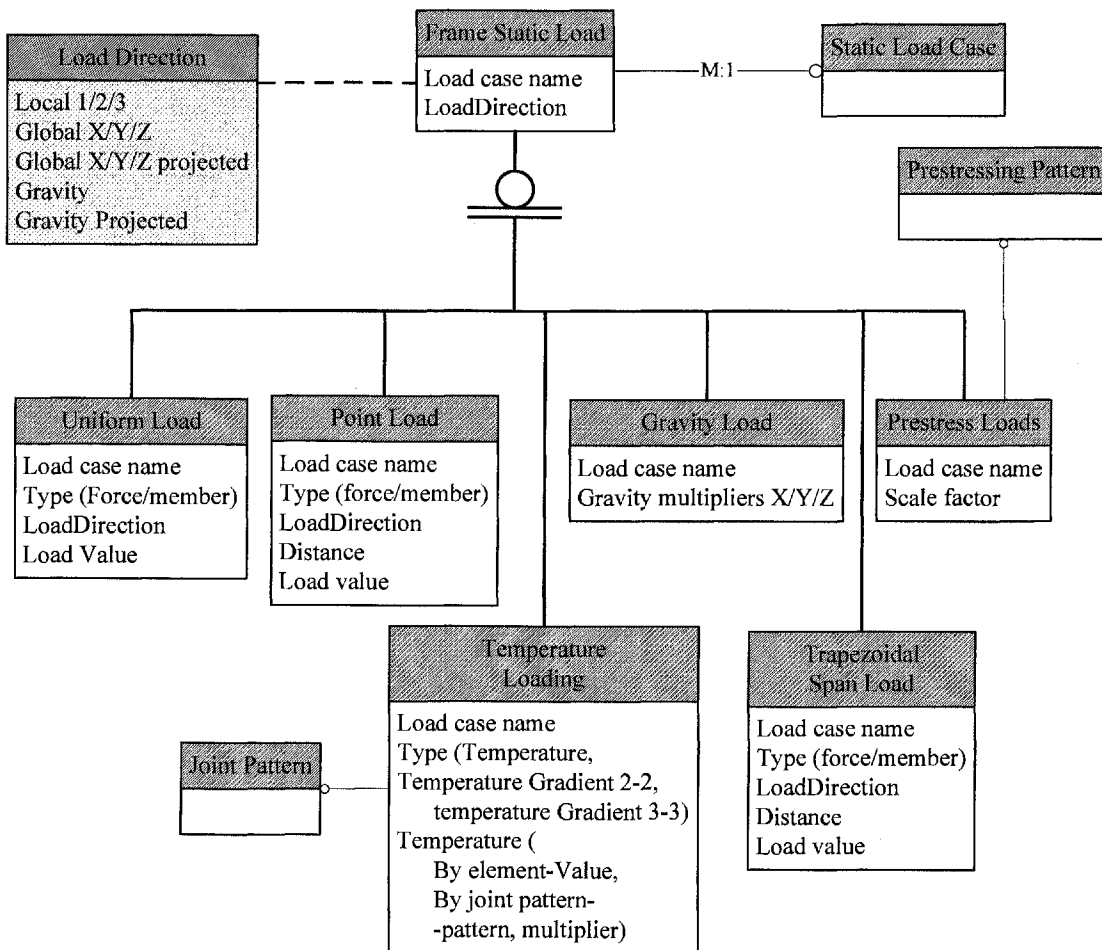 Load Direction
Local 1/2/3
Global X/Y/Z
Global X/Y/Z projected
Gravity
Gravity Projected
Frame Static Load
Load case name
LoadDirection
M:1
Static Load Case
Prestressing Pattern
Uniform Load
Load case name
Type (Force/member)
LoadDirection
Load Value
Point Load
Load case name
Type (force/member)
LoadDirection
Distance
Load value
Gravity Load
Load case name
Gravity multipliers X/Y/Z
Prestress Loads
Load case name
Scale factor
Joint Pattern
Temperature
Loading
Load case name
Type (Temperature,
Temperature Gradient 2-2,
temperature Gradient 3-3)
Temperature (
By element-Value,
By joint pattern-
-pattern, multiplier)
Trapezoidal
Span Load
Load case name
Type (force/member)
LoadDirection
Distance
Load value